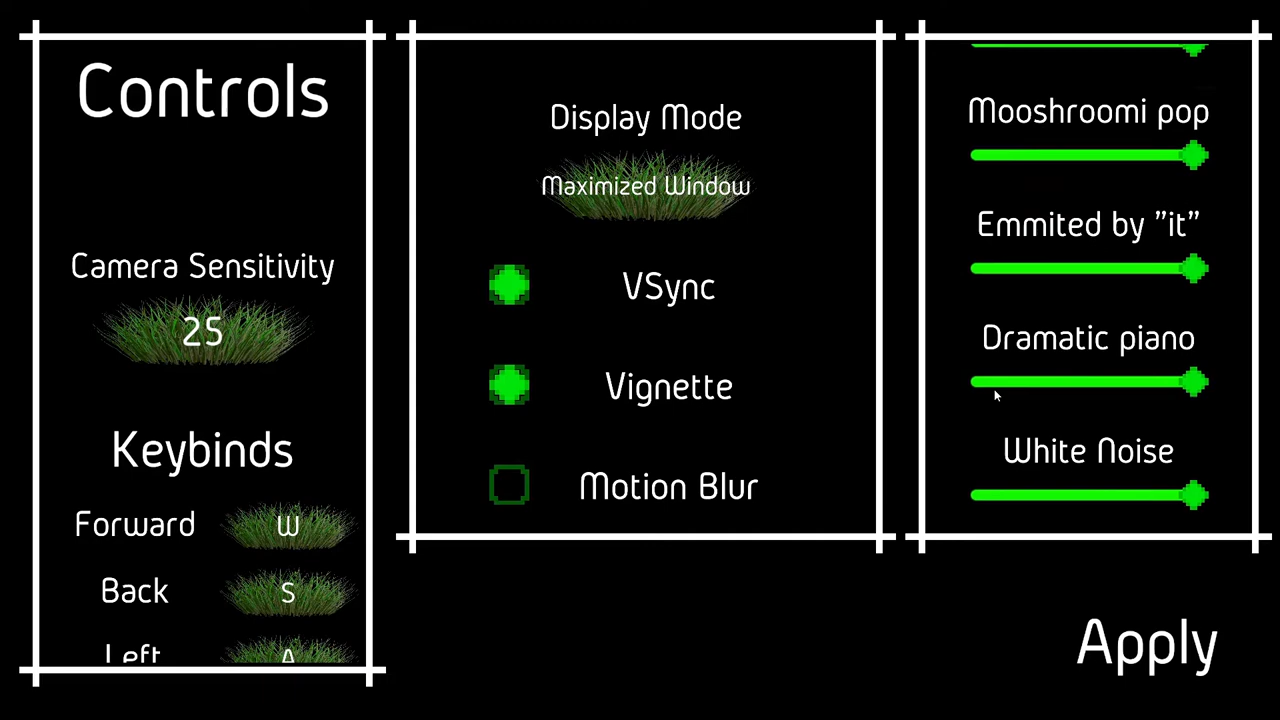 Controls
Camera Sensitivity
25
Keybinds
Forward W
Back S
Left A
Display Mode
Maximized Window
VSync
Vignette
Motion Blur
Mooshroomi pop
Emmited by "it"
Dramatic piano
White Noise
Apply